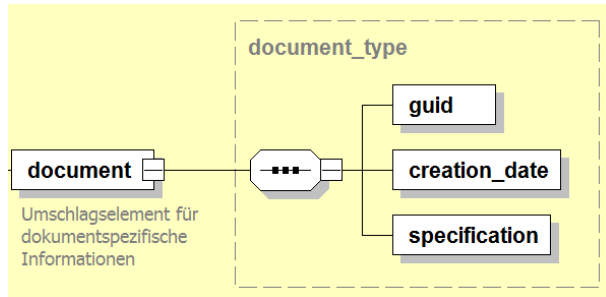 document_type
guid
document
creation_date
Umschlagselement für
dokumentspezifische
Informationen
specification